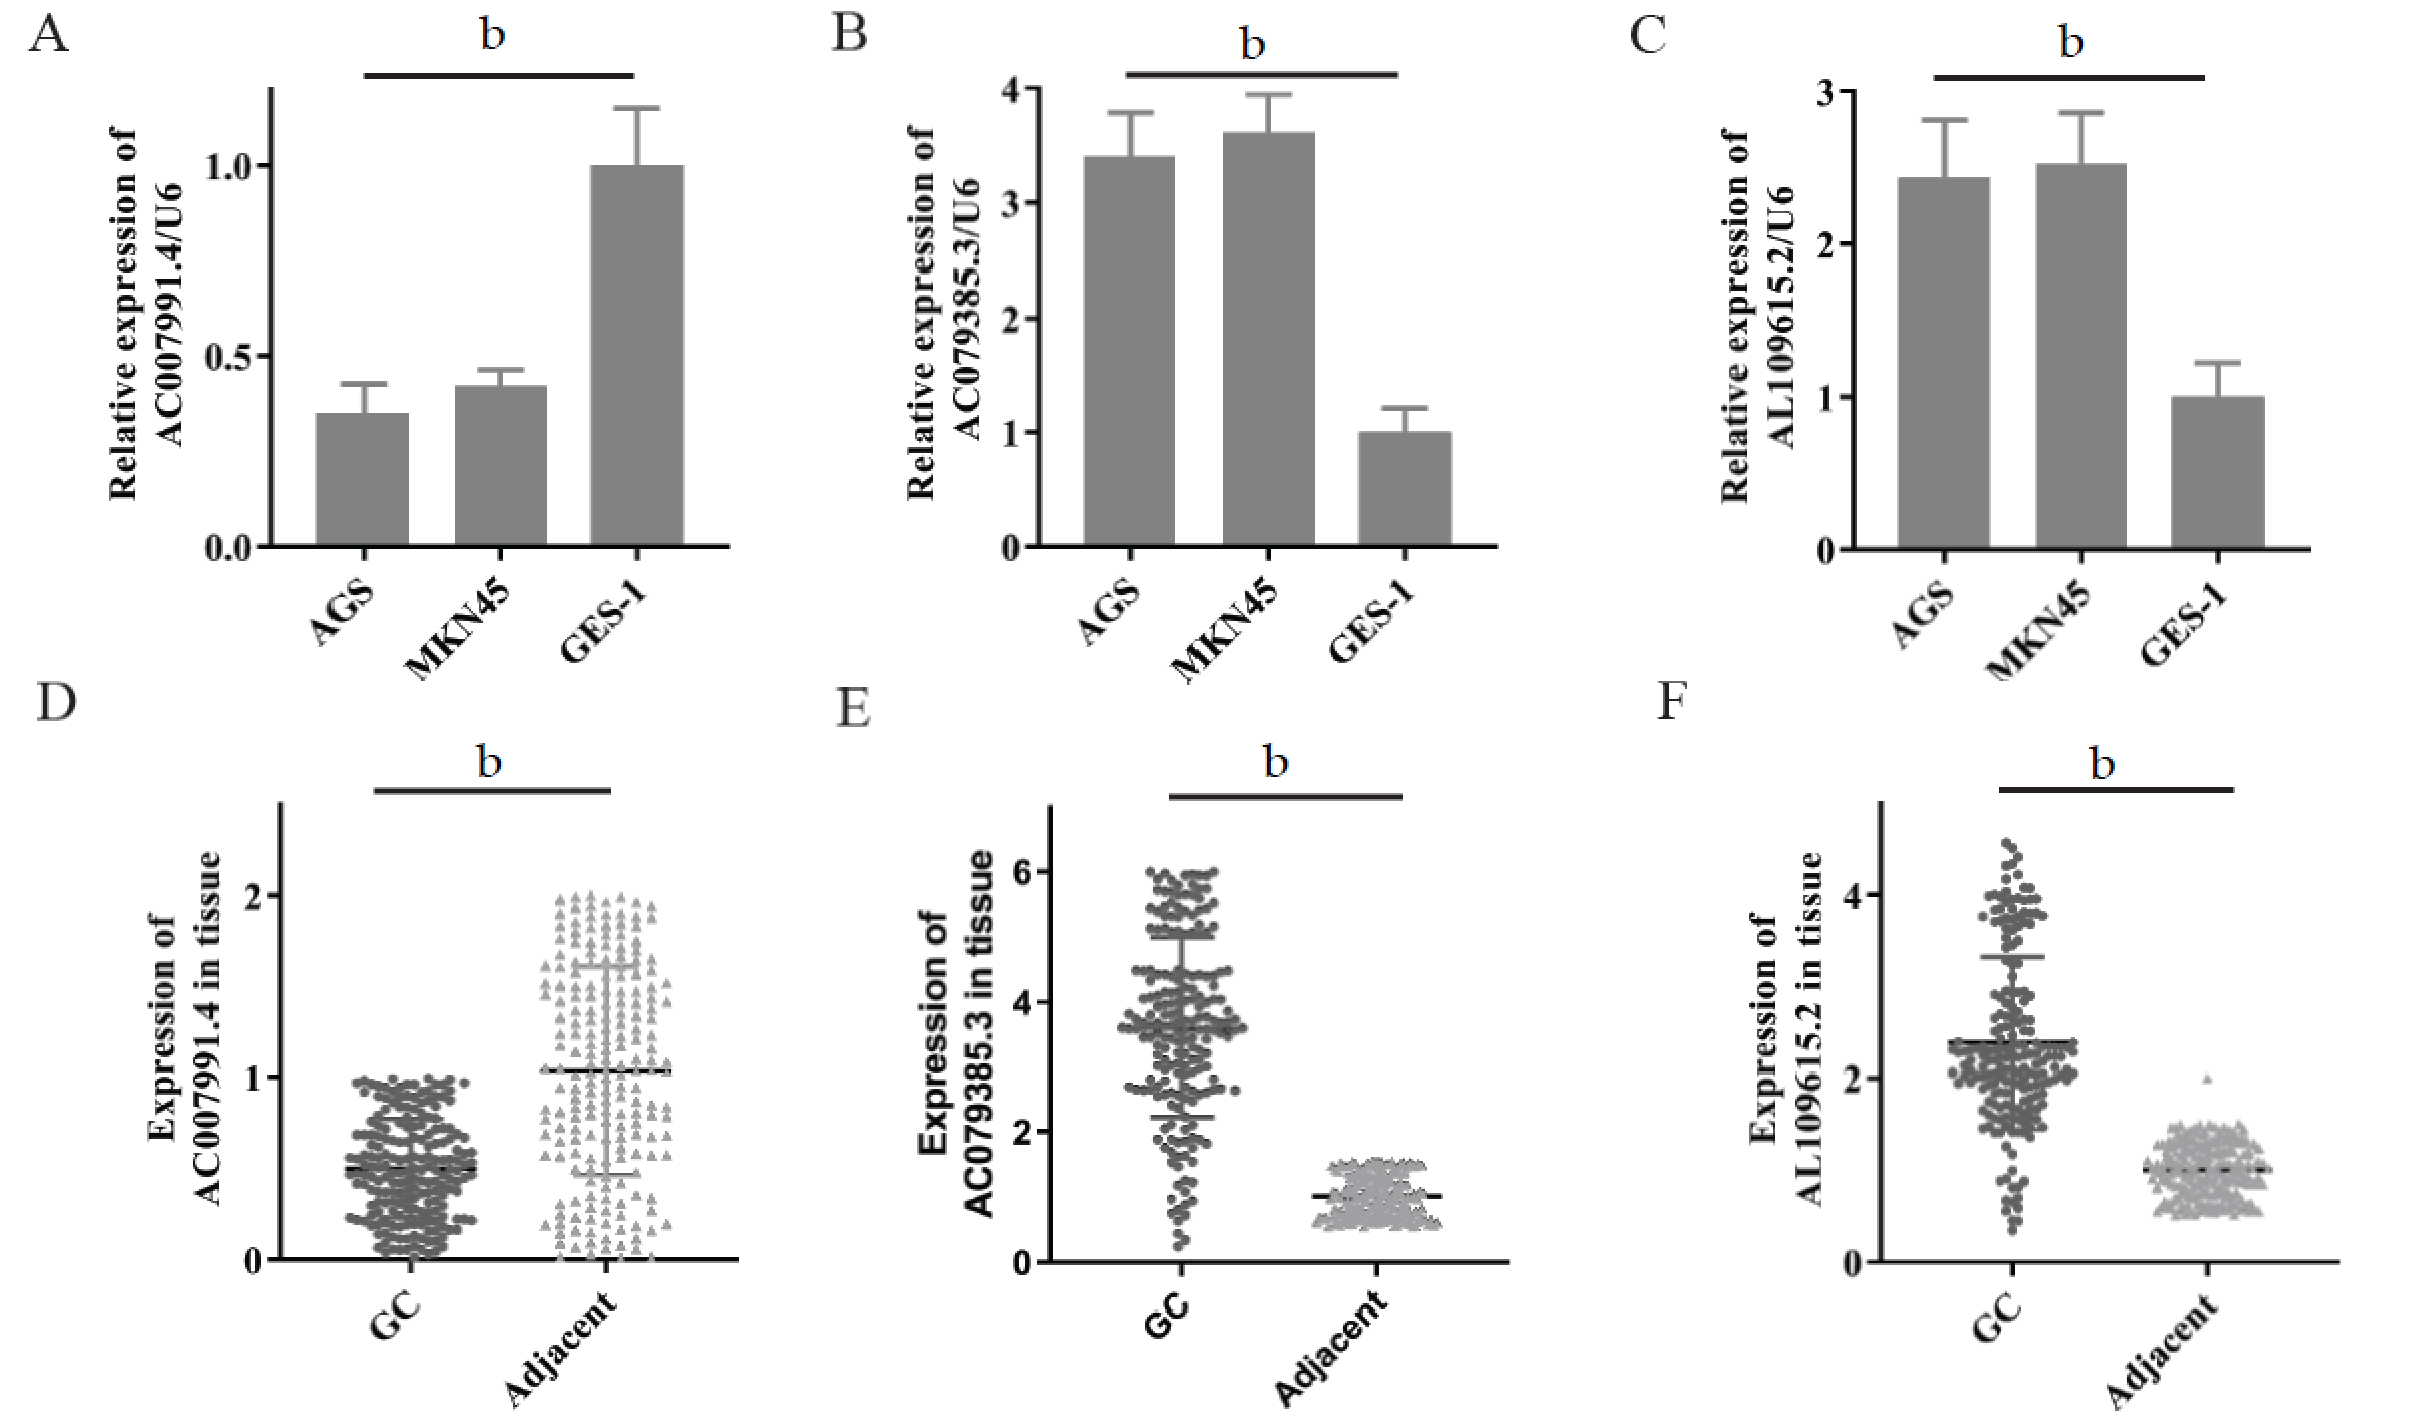 A
b
Relative expression of
AC007991.4/U6
1.0
0.5
0.0
AGS
MKN45
GES-1
B
b
Relative expression of
AC079385.3/U6
4
3
2
1
0
AGS
MKN45
GES-1
C
b
Relative expression of
AL109615.2/U6
3
2
1
0
AGS
MKN45
GES-1
D
b
Expression of
AC007991.4 in tissue
2
1
0
GC
Adjacent
E
b
Expression of
AC079385.3 in tissue
6
4
2
0
GC
Adjacent
F
b
Expression of
AL109615.2 in tissue
4
2
0
GC
Adjacent